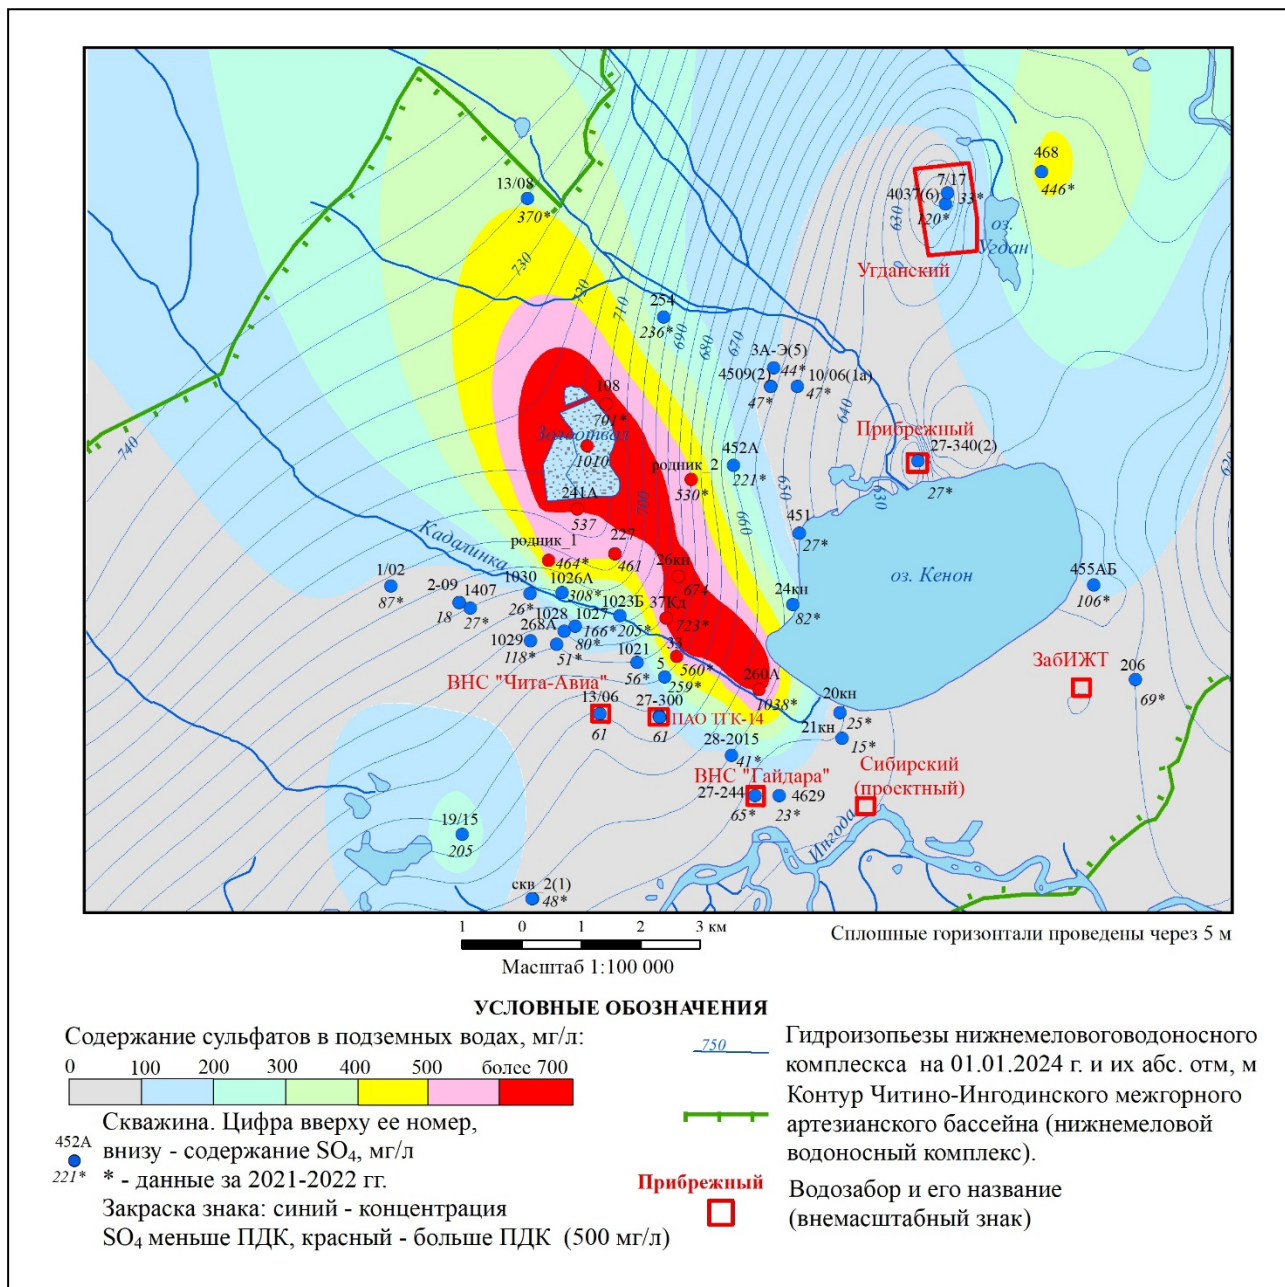 13/08
370*
468
446*
7/17
4037(6)
33*
120*
630
оз.
Угдан
Угданский
730
720
710
254
236*
690
680
670
3А-Э(5)
44*
4509(2)
10/06(1а)
47*
47*
640
108
701*
Золоотвал
1010
740
Прибрежный
27-340(2)
27*
630
452А
221*
родник_2
530*
650
700
660
241А
537
451
27*
Кадалинка
родник_1
464*
227
461
26кн
674
оз. Кенон
455АБ
106*
1/02
87*
2-09
18
1407
27*
1030
26*
1026А
308*
24кн
82*
1023Б
205*
37Кд
723*
1028
1027
166*
268А
80*
1029
118*
51*
33
560*
1021
56*
5
259*
260А
1038*
ЗабИЖТ
206
69*
ВНС "Чита-Авиа"
13/06
61
27-300
61
ПАО ТГК-14
20кн
25*
21кн
15*
28-2015
41*
ВНС "Гайдара"
27-244
65*
4629
23*
Сибирский
(проектный)
Ингода
19/15
205
скв_2(1)
48*
1 0 1 2 3 км
Масштаб 1:100 000
Сплошные горизонтали проведены через 5 м
УСЛОВНЫЕ ОБОЗНАЧЕНИЯ
Содержание сульфатов в подземных водах, мг/л:
0 100 200 300 400 500 более 700
Скважина. Цифра вверху ее номер,
внизу - содержание SO₄, мг/л
* - данные за 2021-2022 гг.
452А
221*
Закраска знака: синий - концентрация
SO₄ меньше ПДК, красный - больше ПДК (500 мг/л)
750
Гидроизопьезы нижнемеловоговодоносного
комплескса на 01.01.2024 г. и их абс. отм, м
Контур Читино-Ингодинского межгорного
артезианского бассейна (нижнемеловой
водоносный комплекс).
Прибрежный
Водозабор и его название
(внемасштабный знак)